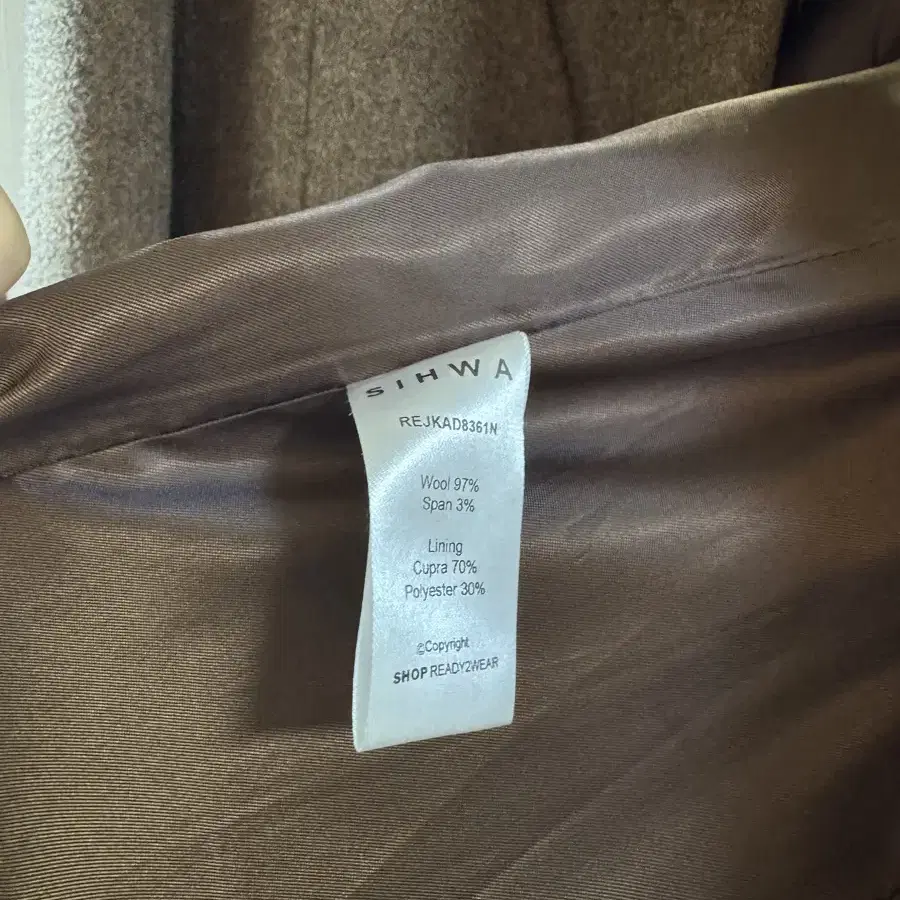 SIHWA
REJKAD8361N
Wool 97%
Span 3%
Lining
Cupra 70%
Polyester 30%
©Copyright
SHOP READY2WEAR